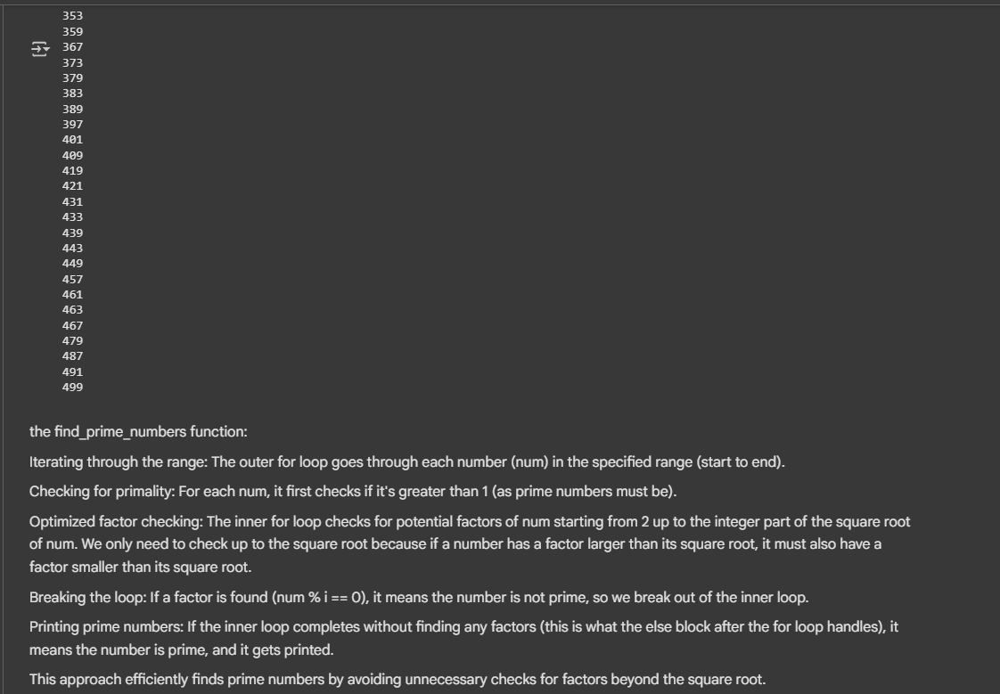 353
359
367
373
379
383
389
397
401
409
419
421
431
433
439
443
449
457
461
463
467
479
487
491
499
the find_prime_numbers function:
Iterating through the range: The outer for loop goes through each number (num) in the specified range (start to end).
Checking for primality: For each num, it first checks if it's greater than 1 (as prime numbers must be).
Optimized factor checking: The inner for loop checks for potential factors of num starting from 2 up to the integer part of the square root
of num. We only need to check up to the square root because if a number has a factor larger than its square root, it must also have a
factor smaller than its square root.
Breaking the loop: If a factor is found (num % i == 0), it means the number is not prime, so we break out of the inner loop.
Printing prime numbers: If the inner loop completes without finding any factors (this is what the else block after the for loop handles), it
means the number is prime, and it gets printed.
This approach efficiently finds prime numbers by avoiding unnecessary checks for factors beyond the square root.